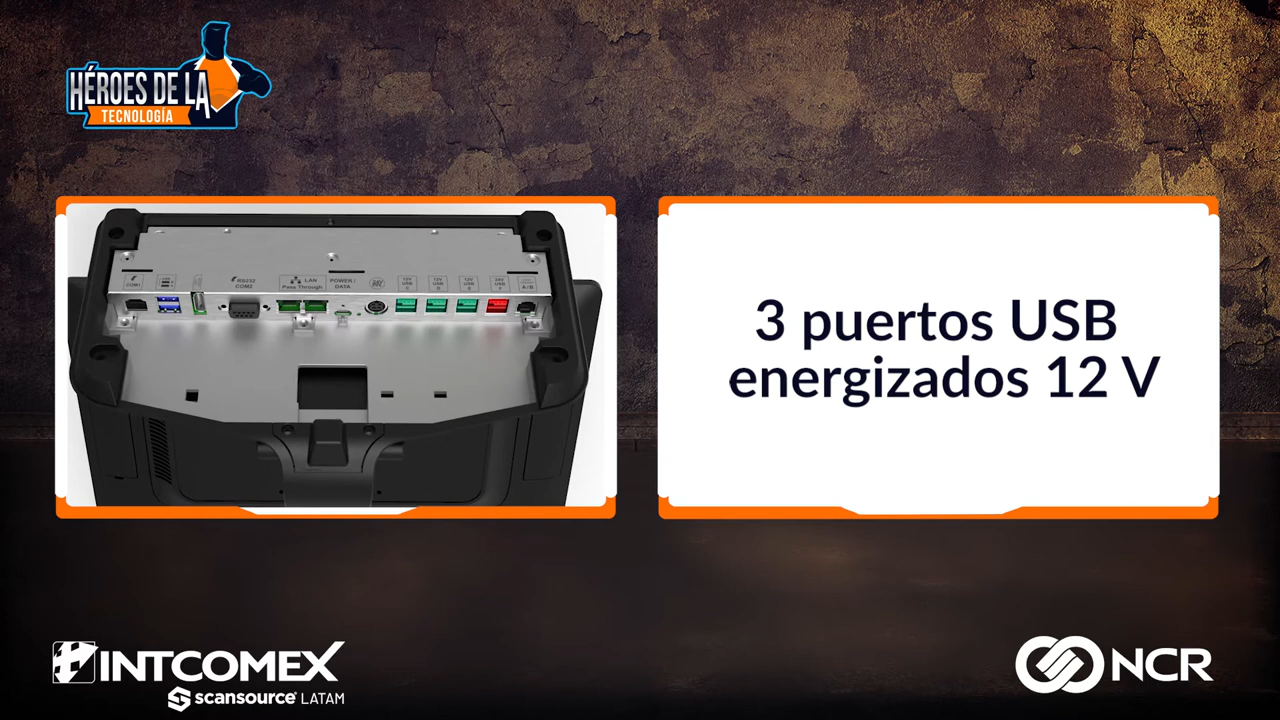 HÉROES DE LA
TECNOLOGÍA
COM1
RS232
COM2
LAN
Pass Through
POWER /
DATA
12V
USB
12V
USB
12V
USB
24V
USB
A/B
3 puertos USB
energizados 12 V
INTCOMEX
scansource LATAM
NCR